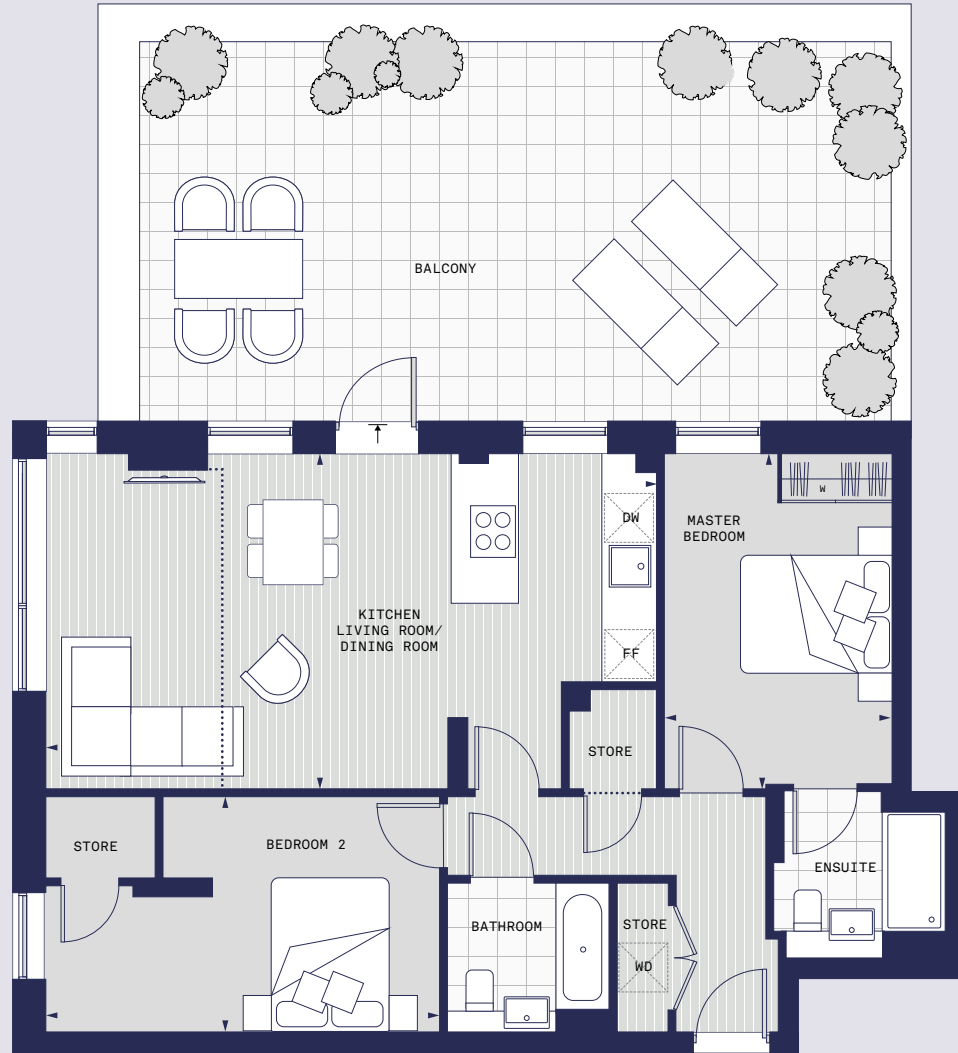 BALCONY
DW
MASTER
BEDROOM
W
KITCHEN
LIVING ROOM/
DINING ROOM
FF
STORE
STORE
BEDROOM 2
ENSUITE
BATHROOM
STORE
WD